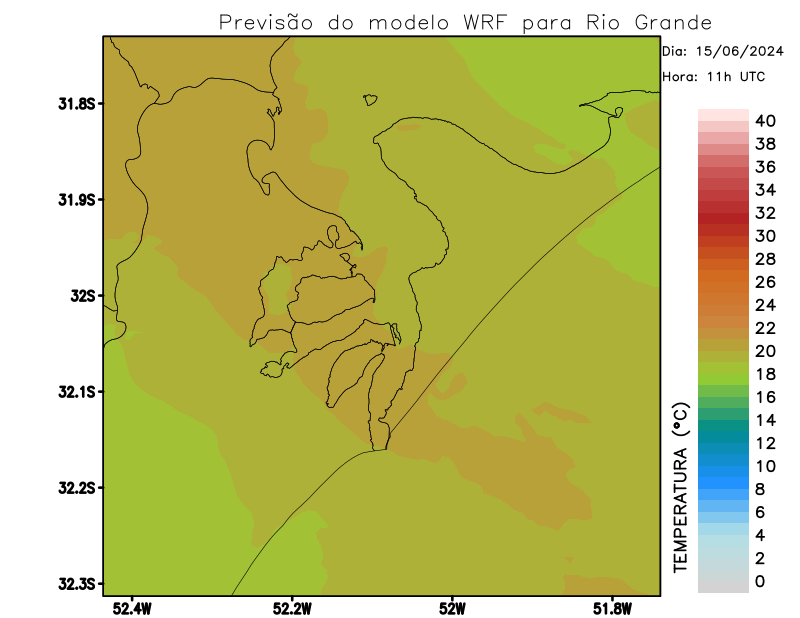 Previsão do modelo WRF para Rio Grande
Dia: 15/06/2024
Hora: 11h UTC
31.8S
31.9S
32S
32.1S
32.2S
32.3S
52.4W
52.2W
52W
51.8W
TEMPERATURA (°C)
40
38
36
34
32
30
28
26
24
22
20
18
16
14
12
10
8
6
4
2
0